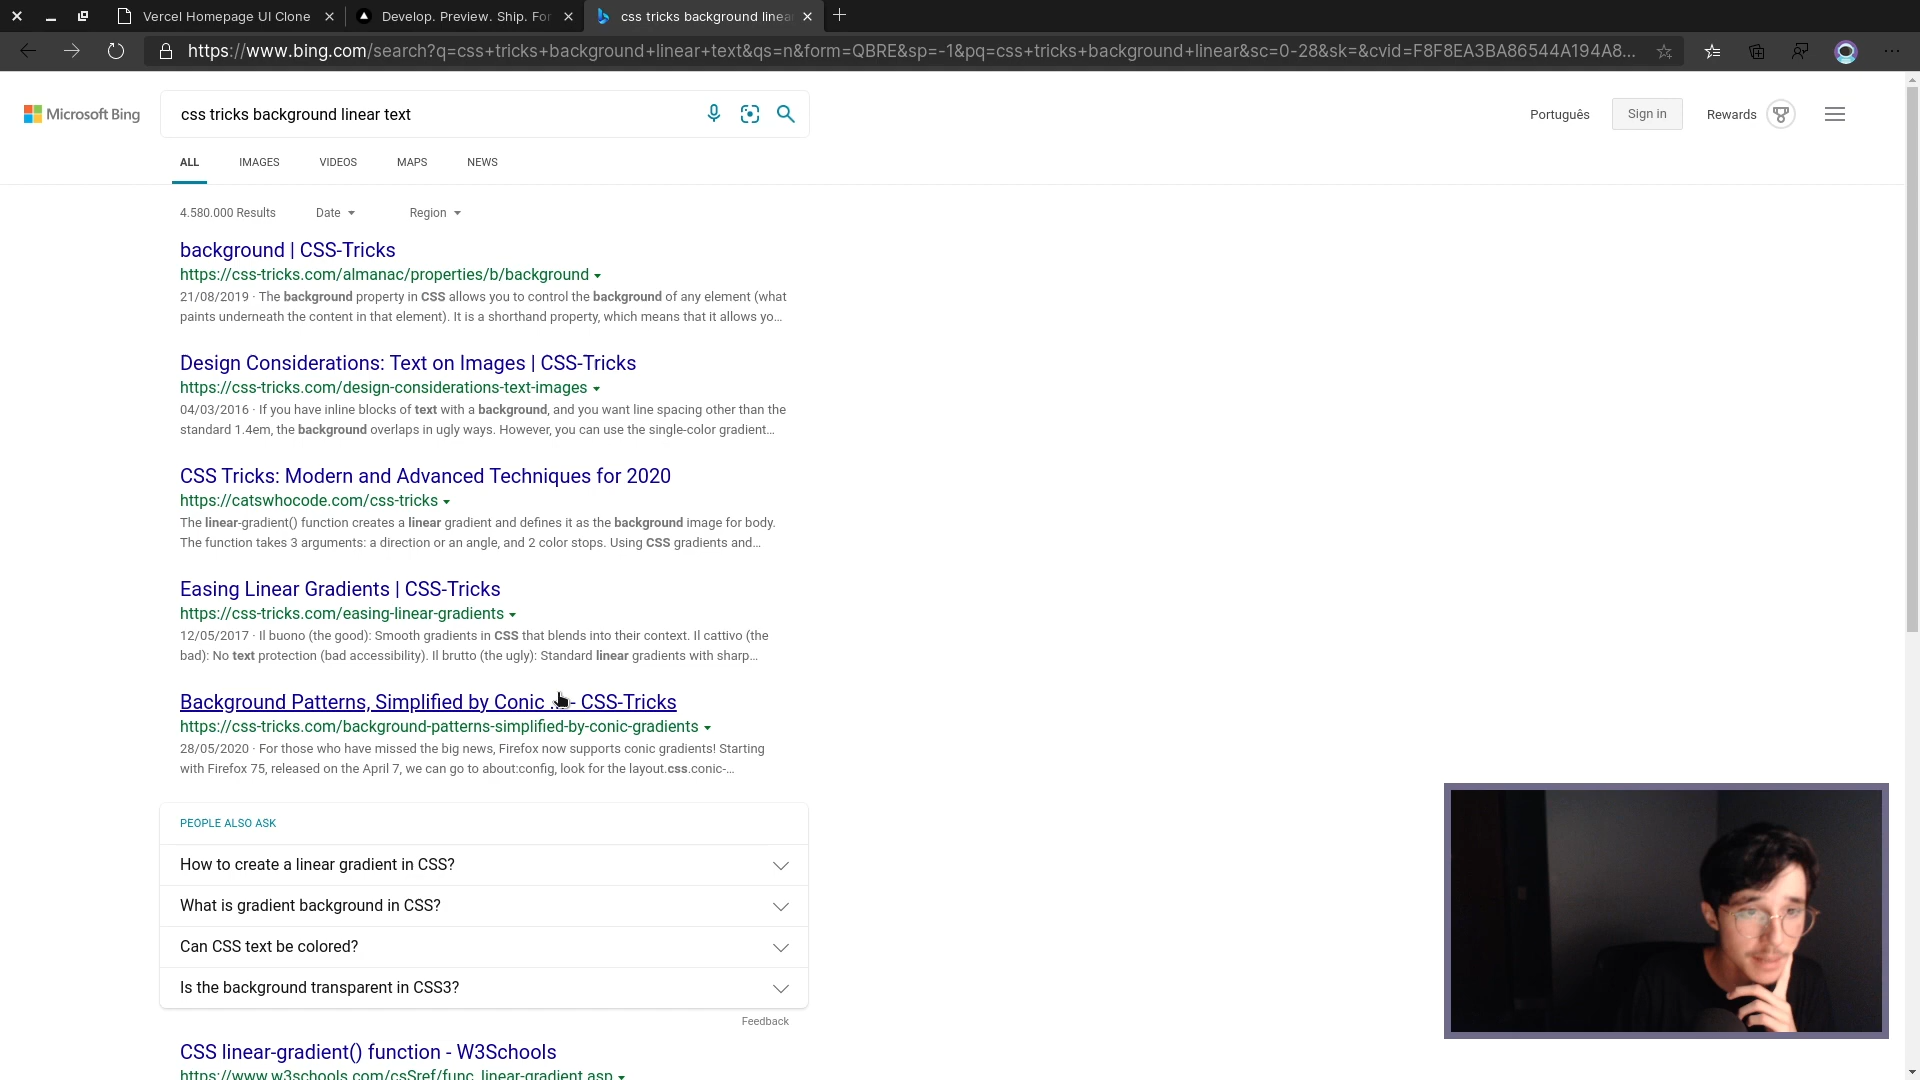 Vercel Homepage UI Clone
Develop. Preview. Ship. For
css tricks background linea
https://www.bing.com/search?q=css+tricks+background+linear+text&qs=n&form=QBRE&sp=-1&pq=css+tricks+background+linear&sc=0-28&sk=&cvid=F8F8EA3BA86544A194A8...
Microsoft Bing
css tricks background linear text
Português
Sign in
Rewards
ALL IMAGES VIDEOS MAPS NEWS
4.580.000 Results Date Region
background | CSS-Tricks
https://css-tricks.com/almanac/properties/b/background
21/08/2019 · The background property in CSS allows you to control the background of any element (what
paints underneath the content in that element). It is a shorthand property, which means that it allows yo…
Design Considerations: Text on Images | CSS-Tricks
https://css-tricks.com/design-considerations-text-images
04/03/2016 · If you have inline blocks of text with a background, and you want line spacing other than the
standard 1.4em, the background overlaps in ugly ways. However, you can use the single-color gradient…
CSS Tricks: Modern and Advanced Techniques for 2020
https://catswhocode.com/css-tricks
The linear-gradient() function creates a linear gradient and defines it as the background image for body.
The function takes 3 arguments: a direction or an angle, and 2 color stops. Using CSS gradients and…
Easing Linear Gradients | CSS-Tricks
https://css-tricks.com/easing-linear-gradients
12/05/2017 · Il buono (the good): Smooth gradients in CSS that blends into their context. Il cattivo (the
bad): No text protection (bad accessibility). Il brutto (the ugly): Standard linear gradients with sharp…
Background Patterns, Simplified by Conic ... - CSS-Tricks
https://css-tricks.com/background-patterns-simplified-by-conic-gradients
28/05/2020 · For those who have missed the big news, Firefox now supports conic gradients! Starting
with Firefox 75, released on the April 7, we can go to about:config, look for the layout.css.conic-…
PEOPLE ALSO ASK
How to create a linear gradient in CSS?
What is gradient background in CSS?
Can CSS text be colored?
Is the background transparent in CSS3?
Feedback
CSS linear-gradient() function - W3Schools
https://www.w3schools.com/csSref/func_linear-gradient.asp